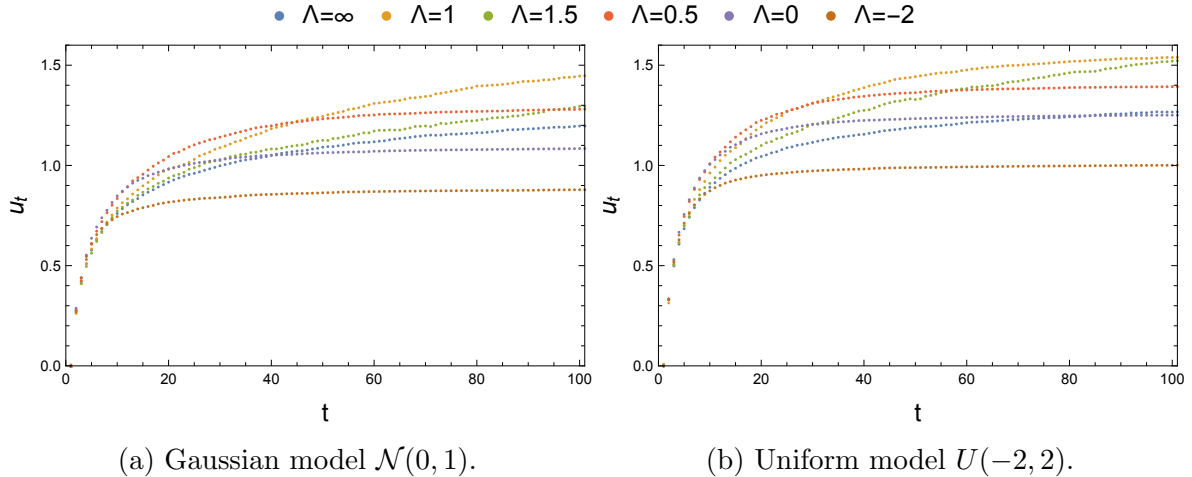 Λ=∞ Λ=1 Λ=1.5 Λ=0.5 Λ=0 Λ=-2
1.5
1.0
0.5
0.0
u_t
0 20 40 60 80 100
t
(a) Gaussian model 𝒩(0, 1).
1.5
1.0
0.5
0.0
u_t
0 20 40 60 80 100
t
(b) Uniform model U(−2, 2).